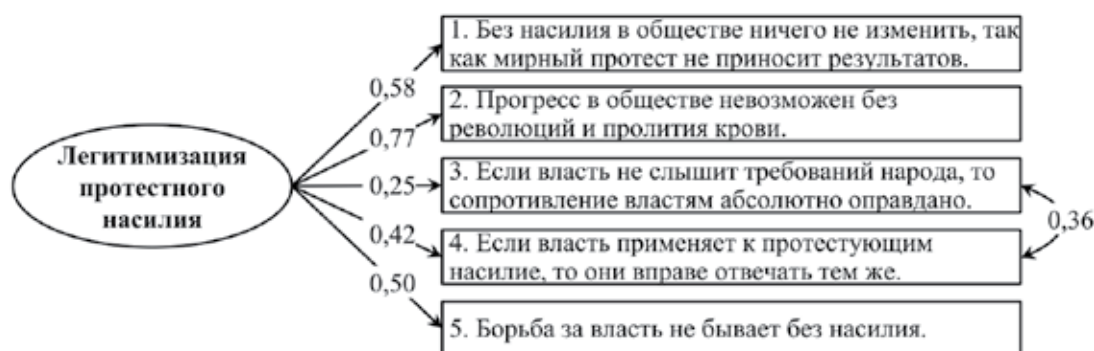 Легитимизация
протестного
насилия
0,58
0,77
0,25
0,42
0,50
1. Без насилия в обществе ничего не изменить, так
как мирный протест не приносит результатов.
2. Прогресс в обществе невозможен без
революций и пролития крови.
3. Если власть не слышит требований народа, то
сопротивление властям абсолютно оправдано.
4. Если власть применяет к протестующим
насилие, то они вправе отвечать тем же.
5. Борьба за власть не бывает без насилия.
0,36